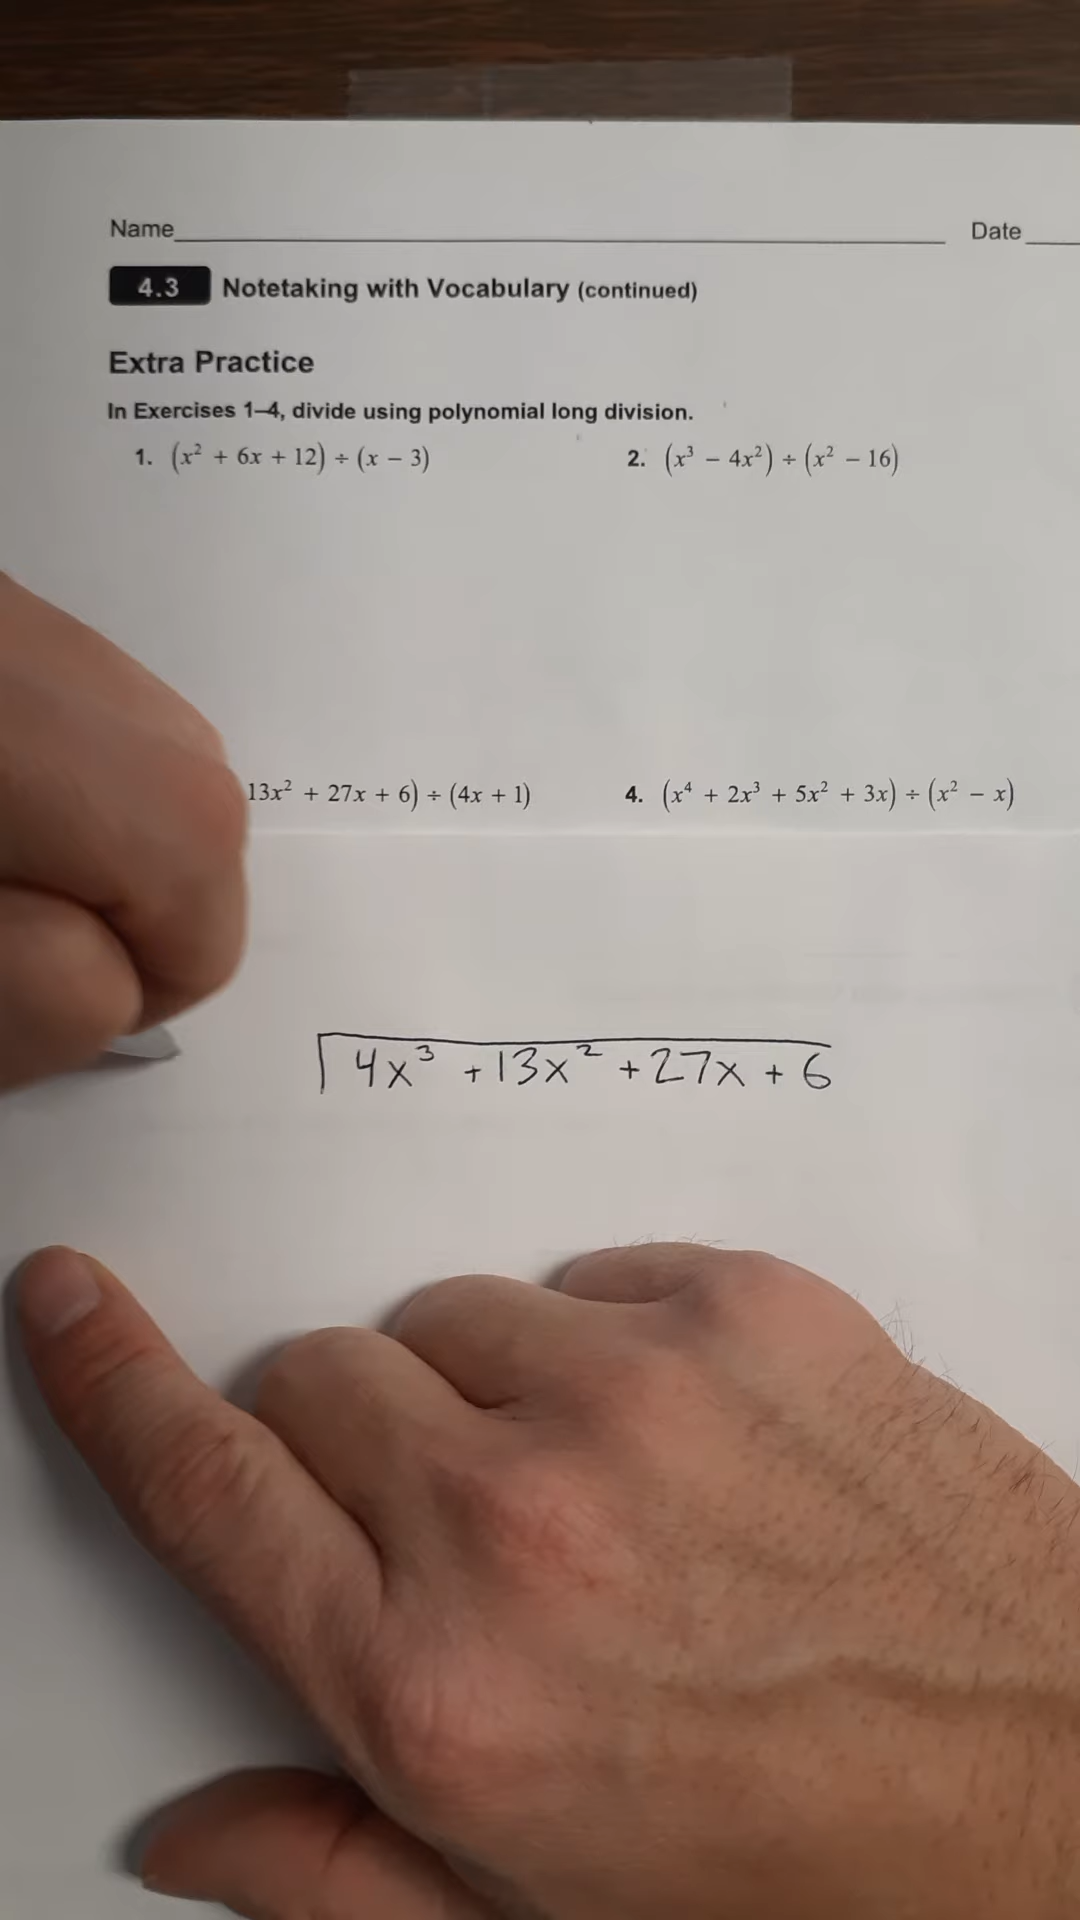 Name Date
4.3 Notetaking with Vocabulary (continued)
Extra Practice
In Exercises 1–4, divide using polynomial long division.
1. (x² + 6x + 12) ÷ (x − 3) 2. (x³ − 4x²) ÷ (x² − 16)
13x² + 27x + 6) ÷ (4x + 1) 4. (x⁴ + 2x³ + 5x² + 3x) ÷ (x² − x)
4x³ + 13x² + 27x + 6